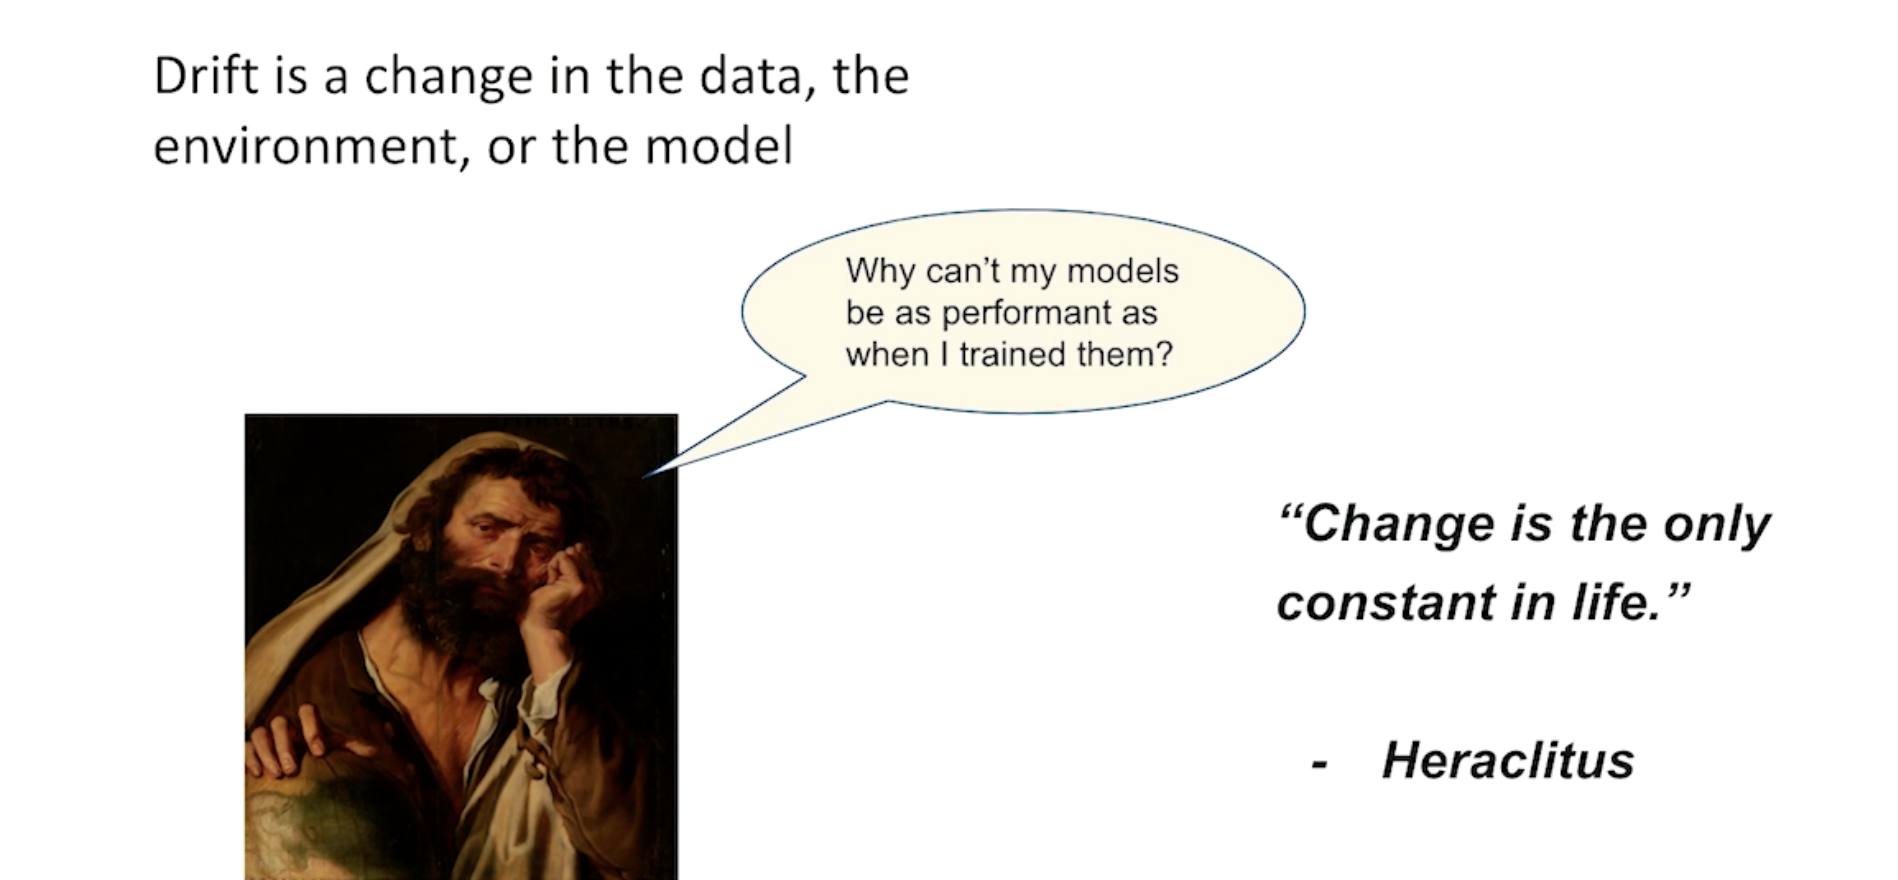 Drift is a change in the data, the
environment, or the model
Why can’t my models
be as performant as
when I trained them?
“Change is the only
constant in life.”
- Heraclitus